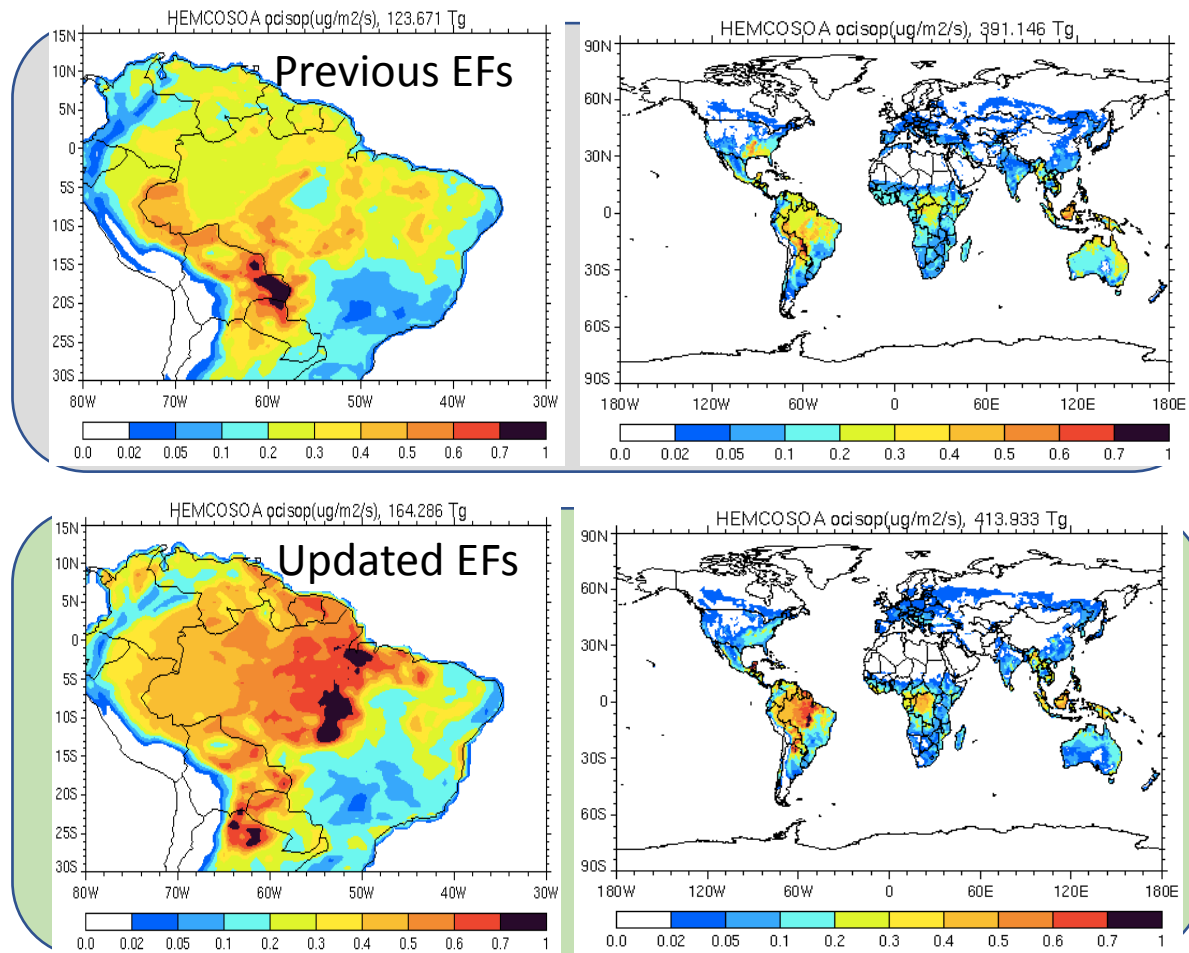 HEMCOSOA ocisop(ug/m2/s), 123.671 Tg
Previous EFs
15N
10N
5N
0
5S
10S
15S
20S
25S
30S
80W 70W 60W 50W 40W 30W
0.0 0.02 0.05 0.1 0.2 0.3 0.4 0.5 0.6 0.7 1
HEMCOSOA ocisop(ug/m2/s), 391.146 Tg
90N
60N
30N
0
30S
60S
90S
180W 120W 60W 0 60E 120E 180E
0.0 0.02 0.05 0.1 0.2 0.3 0.4 0.5 0.6 0.7 1
HEMCOSOA ocisop(ug/m2/s), 164.286 Tg
Updated EFs
15N
10N
5N
0
5S
10S
15S
20S
25S
30S
80W 70W 60W 50W 40W 30W
0.0 0.02 0.05 0.1 0.2 0.3 0.4 0.5 0.6 0.7 1
HEMCOSOA ocisop(ug/m2/s), 413.933 Tg
90N
60N
30N
0
30S
60S
90S
180W 120W 60W 0 60E 120E 180E
0.0 0.02 0.05 0.1 0.2 0.3 0.4 0.5 0.6 0.7 1